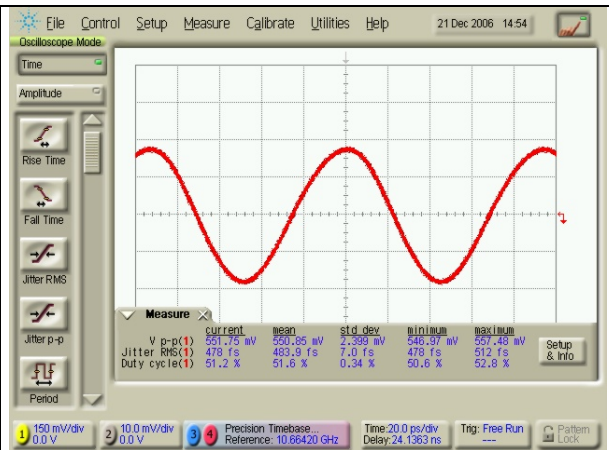 File Control Setup Measure Calibrate Utilities Help 21 Dec 2006 14:54
Oscilloscope Mode
Time
Amplitude
Rise Time
Fall Time
Jitter RMS
Jitter p-p
Period
Measure
current mean std dev minimum maximum
V p-p(1) 551.75 mV 550.85 mV 2.399 mV 546.97 mV 557.48 mV
Jitter RMS(1) 478 fs 483.9 fs 7.0 fs 478 fs 512 fs
Duty cycle(1) 51.2 % 51.6 % 0.34 % 50.6 % 52.8 %
Setup
& Info
1 150 mV/div
0.0 V
2 10.0 mV/div
0.0 V
3 4 Precision Timebase...
Reference: 10.66420 GHz
Time:20.0 ps/div
Delay:24.1363 ns
Trig: Free Run
---
Pattern
Lock